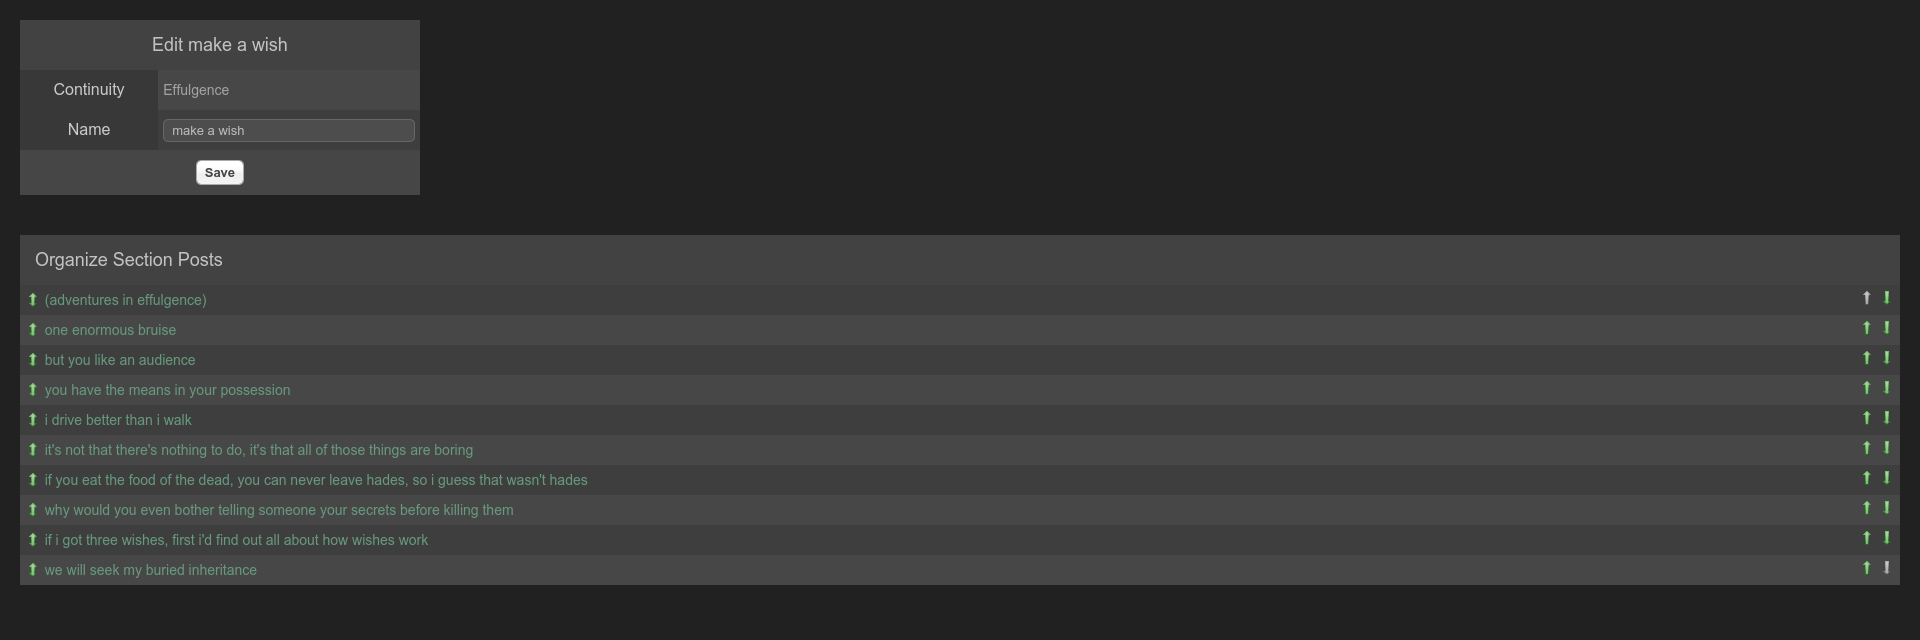 Edit make a wish
Continuity
Effulgence
Name
make a wish
Save
Organize Section Posts
(adventures in effulgence)
one enormous bruise
but you like an audience
you have the means in your possession
i drive better than i walk
it's not that there's nothing to do, it's that all of those things are boring
if you eat the food of the dead, you can never leave hades, so i guess that wasn't hades
why would you even bother telling someone your secrets before killing them
if i got three wishes, first i'd find out all about how wishes work
we will seek my buried inheritance